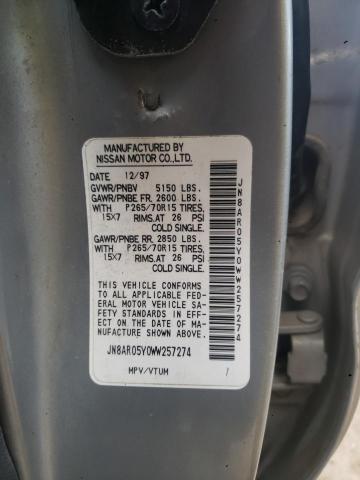 MANUFACTURED BY
NISSAN MOTOR CO.,LTD.
DATE 12/97
GVWR/PNBV 5150 LBS.
GAWR/PNBE FR. 2600 LBS.
WITH P265/70R15 TIRES,
15X7 RIMS,AT 26 PSI
COLD SINGLE.
GAWR/PNBE RR. 2850 LBS.
WITH P265/70R15 TIRES,
15X7 RIMS,AT 26 PSI
COLD SINGLE.
THIS VEHICLE CONFORMS
TO ALL APPLICABLE FED-
ERAL MOTOR VEHICLE SA-
FETY STANDARDS IN EFF-
ECT ON THE DATE OF MA-
NUFACTURE SHOWN ABOVE.
JN8AR05Y0WW257274
MPV/VTUM 1
JN8AR05Y0WW257274